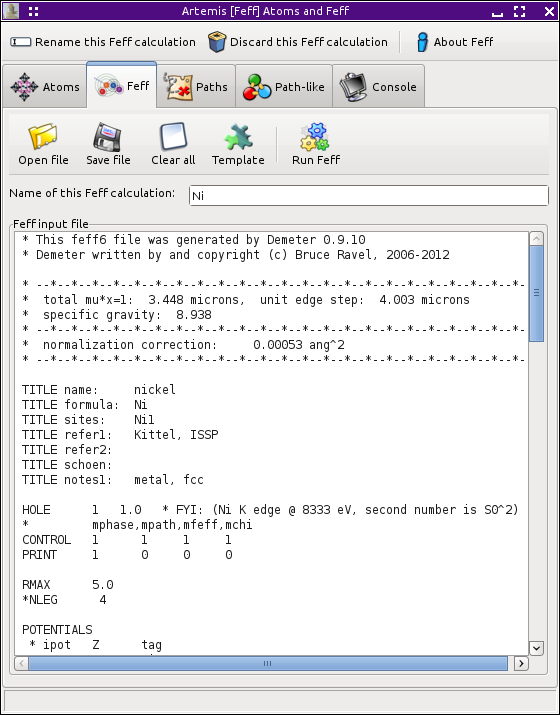 Artemis [Feff] Atoms and Feff
Rename this Feff calculation Discard this Feff calculation About Feff
Atoms Feff Paths Path-like Console
Open file Save file Clear all Template Run Feff
Name of this Feff calculation: Ni
Feff input file
* This feff6 file was generated by Demeter 0.9.10
* Demeter written by and copyright (c) Bruce Ravel, 2006-2012
* --*--*--*--*--*--*--*--*--*--*--*--*--*--*--*--*--*-
*  total mu*x=1:  3.448 microns,  unit edge step:  4.003 microns
*  specific gravity:  8.938
* --*--*--*--*--*--*--*--*--*--*--*--*--*--*--*--*--*-
*  normalization correction:     0.00053 ang^2
* --*--*--*--*--*--*--*--*--*--*--*--*--*--*--*--*--*-
TITLE name:     nickel
TITLE formula:  Ni
TITLE sites:    Ni1
TITLE refer1:   Kittel, ISSP
TITLE refer2:
TITLE schoen:
TITLE notes1:   metal, fcc
HOLE      1   1.0   * FYI: (Ni K edge @ 8333 eV, second number is S0^2)
*         mphase,mpath,mfeff,mchi
CONTROL   1      1     1     1
PRINT     1      0     0     0
RMAX      5.0
*NLEG      4
POTENTIALS
 * ipot   Z      tag